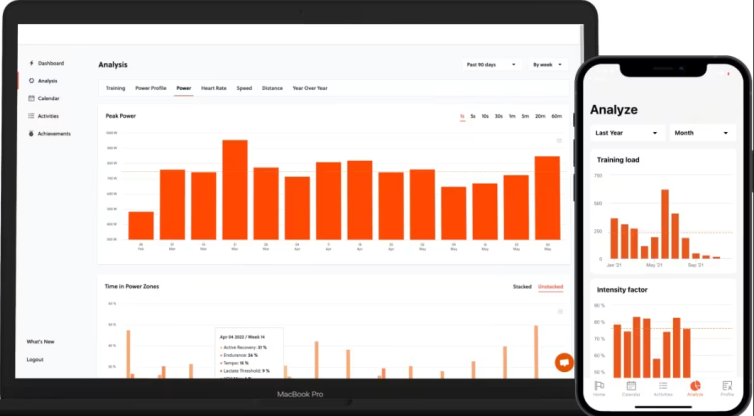 Dashboard
Analysis
Calendar
Activities
Achievements
What's New
Logout
Analysis
Past 90 days
By week
Training Power Profile Power Heart Rate Speed Distance Year Over Year
Peak Power
1s 5s 10s 30s 1m 5m 20m 60m
Time in Power Zones
Stacked Unstacked
Apr 04 2022 / Week 14
Active Recovery: 31 %
Endurance: 24 %
Tempo: 15 %
Lactate Threshold: 9 %
MacBook Pro
Analyze
Last Year
Month
Training load
750
500
250
0
Jan '21 May '21 Sep '21
Intensity factor
90 %
80 %
70 %
60 %
50 %
Home Calendar Activities Analyze Profile